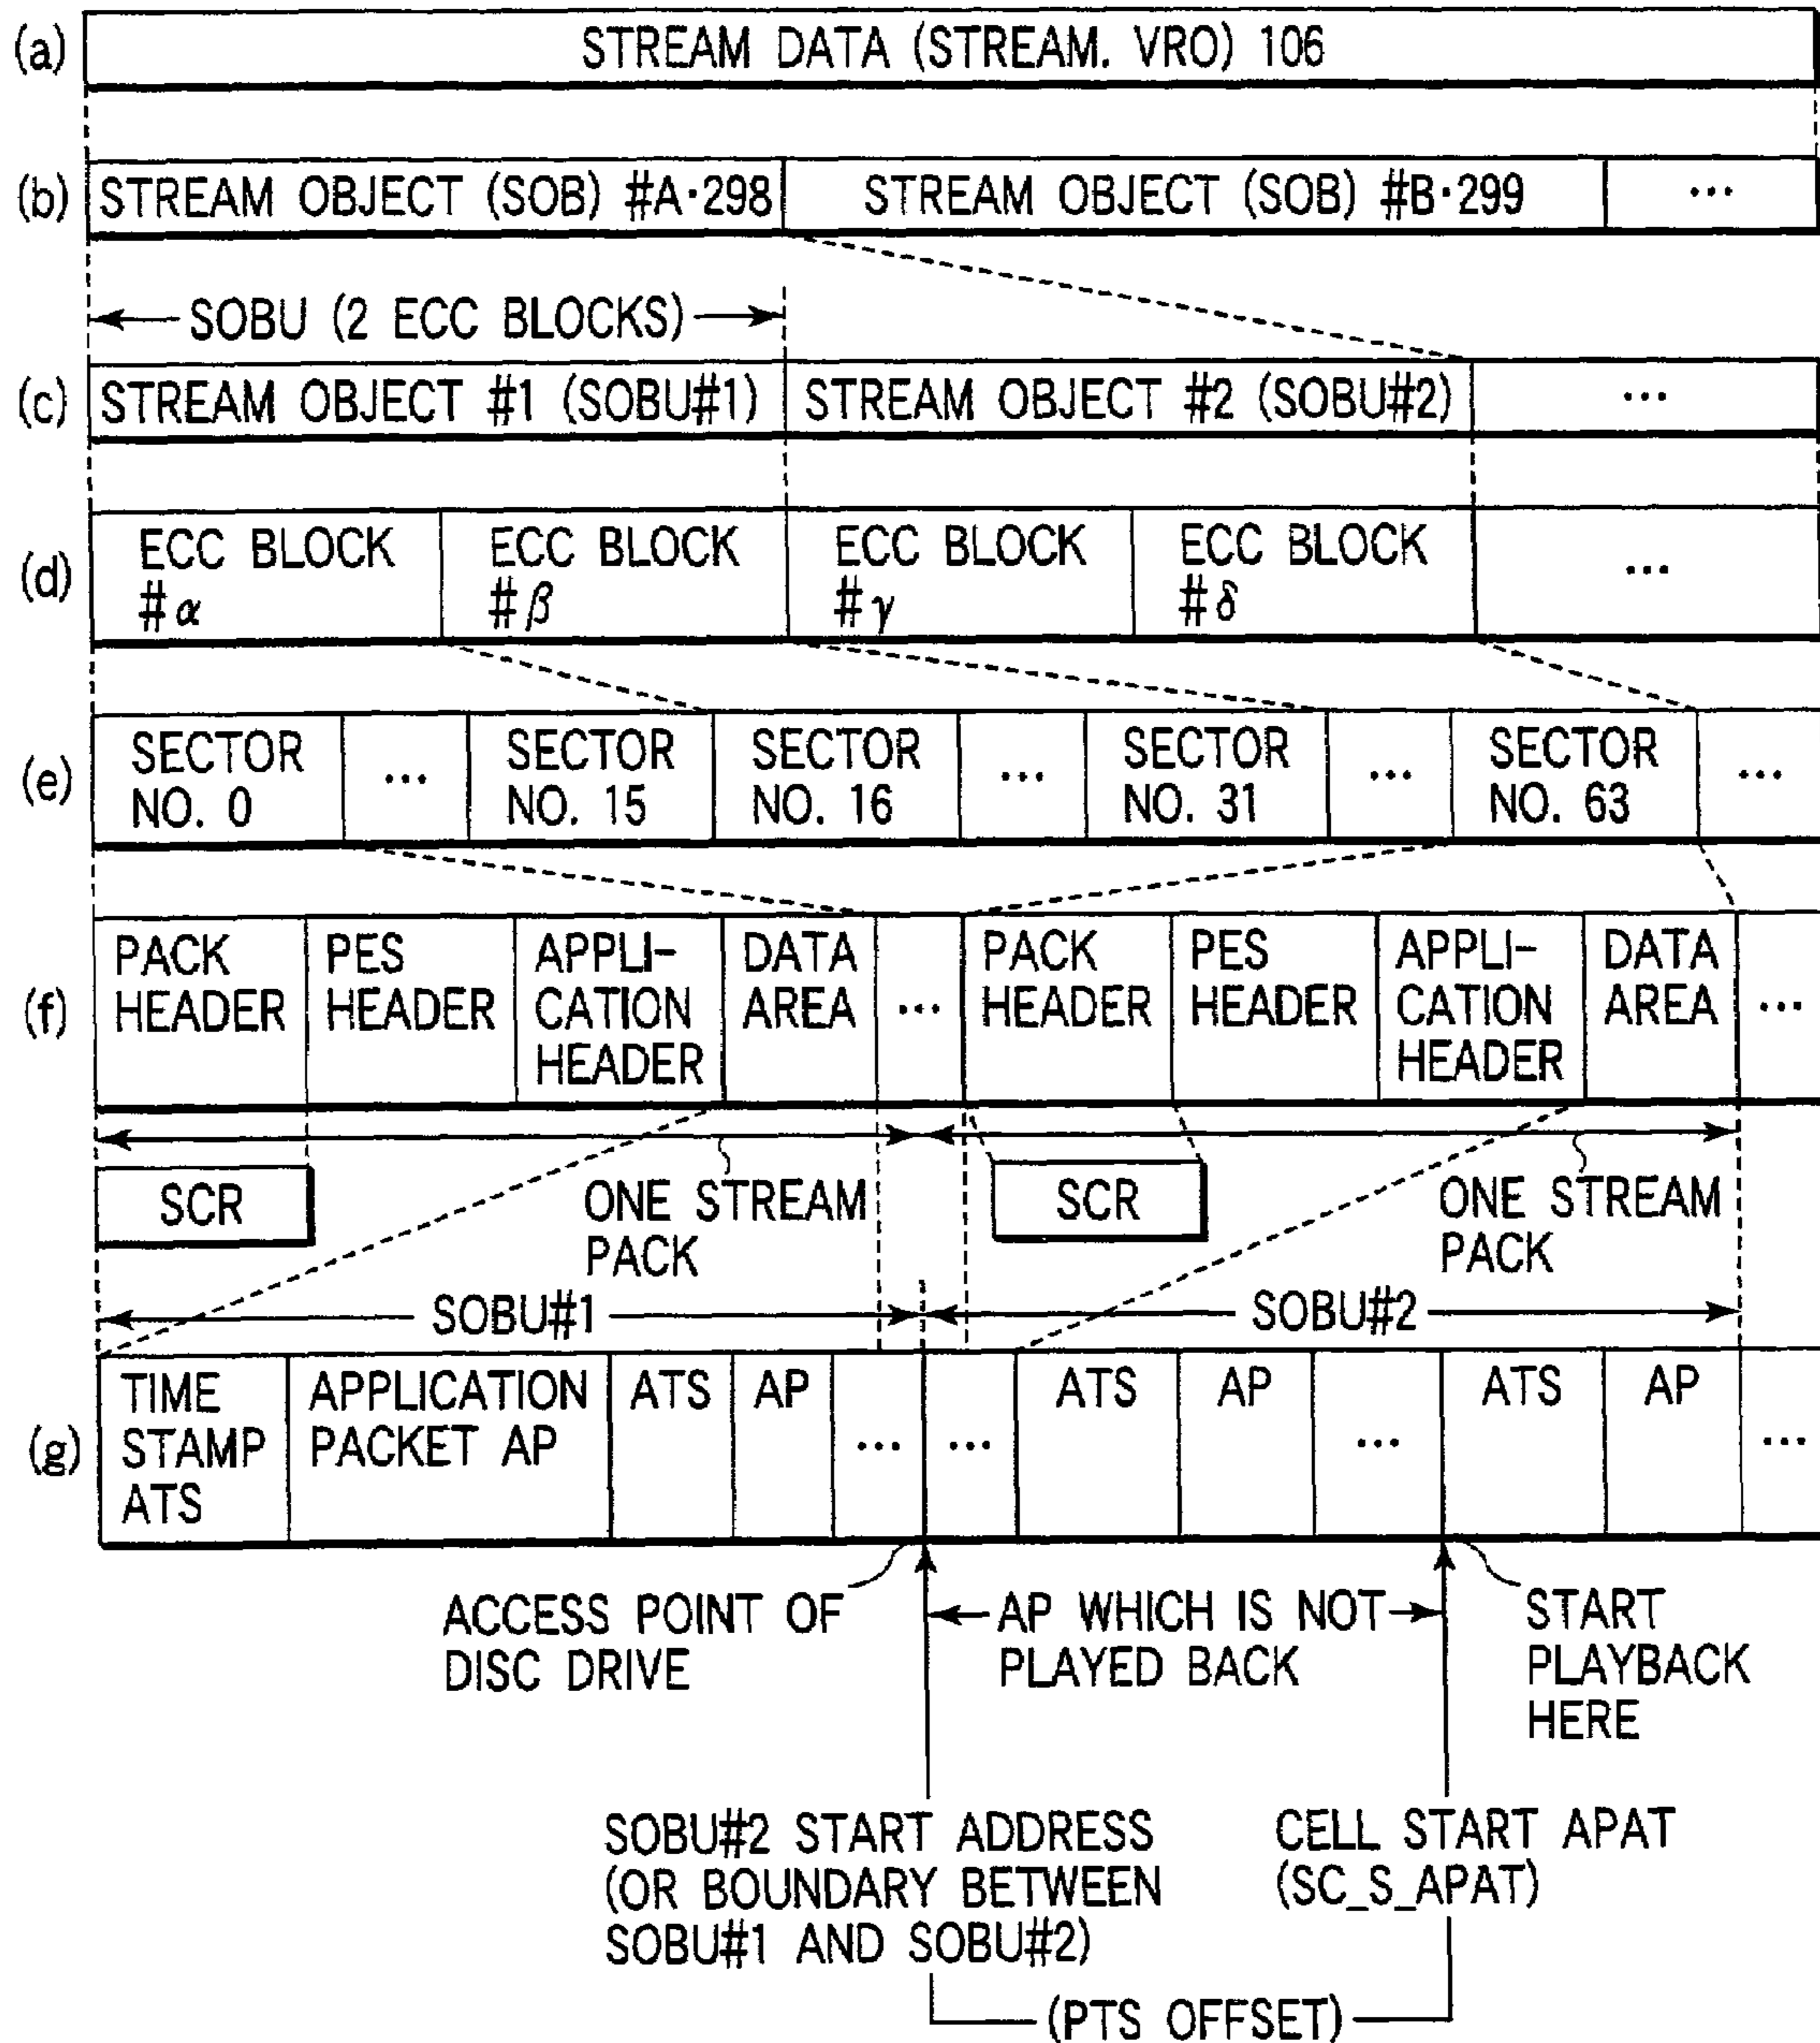 (a) STREAM DATA (STREAM. VRO) 106
(b) STREAM OBJECT (SOB) #A·298 STREAM OBJECT (SOB) #B·299 ...
SOBU (2 ECC BLOCKS)
(c) STREAM OBJECT #1 (SOBU#1) STREAM OBJECT #2 (SOBU#2) ...
(d) ECC BLOCK #α ECC BLOCK #β ECC BLOCK #γ ECC BLOCK #δ ...
(e) SECTOR NO. 0 ... SECTOR NO. 15 SECTOR NO. 16 ... SECTOR NO. 31 ... SECTOR NO. 63 ...
(f) PACK HEADER PES HEADER APPLI-CATION HEADER DATA AREA ... PACK HEADER PES HEADER APPLI-CATION HEADER DATA AREA ...
SCR ONE STREAM PACK SCR ONE STREAM PACK
SOBU#1 SOBU#2
(g) TIME STAMP ATS APPLICATION PACKET AP ATS AP ... ... ATS AP ... ATS AP ...
ACCESS POINT OF DISC DRIVE
AP WHICH IS NOT PLAYED BACK
START PLAYBACK HERE
SOBU#2 START ADDRESS
(OR BOUNDARY BETWEEN
SOBU#1 AND SOBU#2)
CELL START APAT
(SC_S_APAT)
(PTS OFFSET)